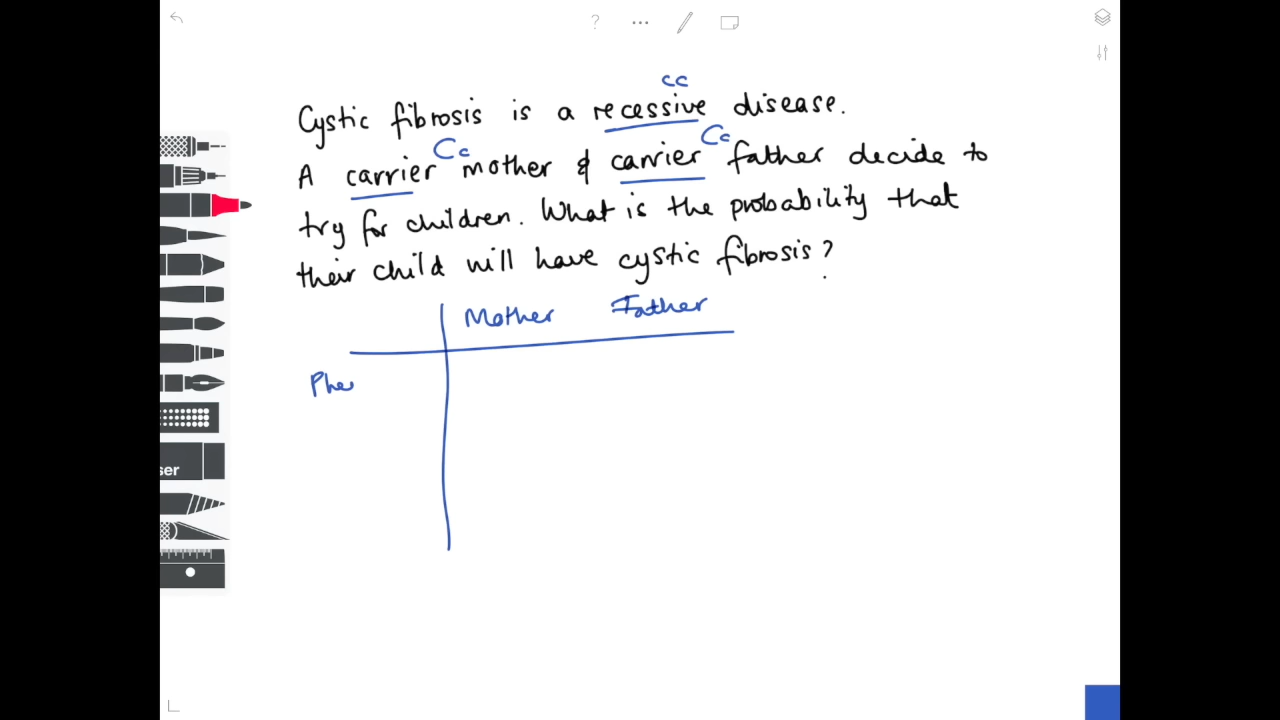 cc
Cystic fibrosis is a recessive disease.
Cc Cc
A carrier mother & carrier father decide to
try for children. What is the probability that
their child will have cystic fibrosis?
Mother Father
Phe
ser
?